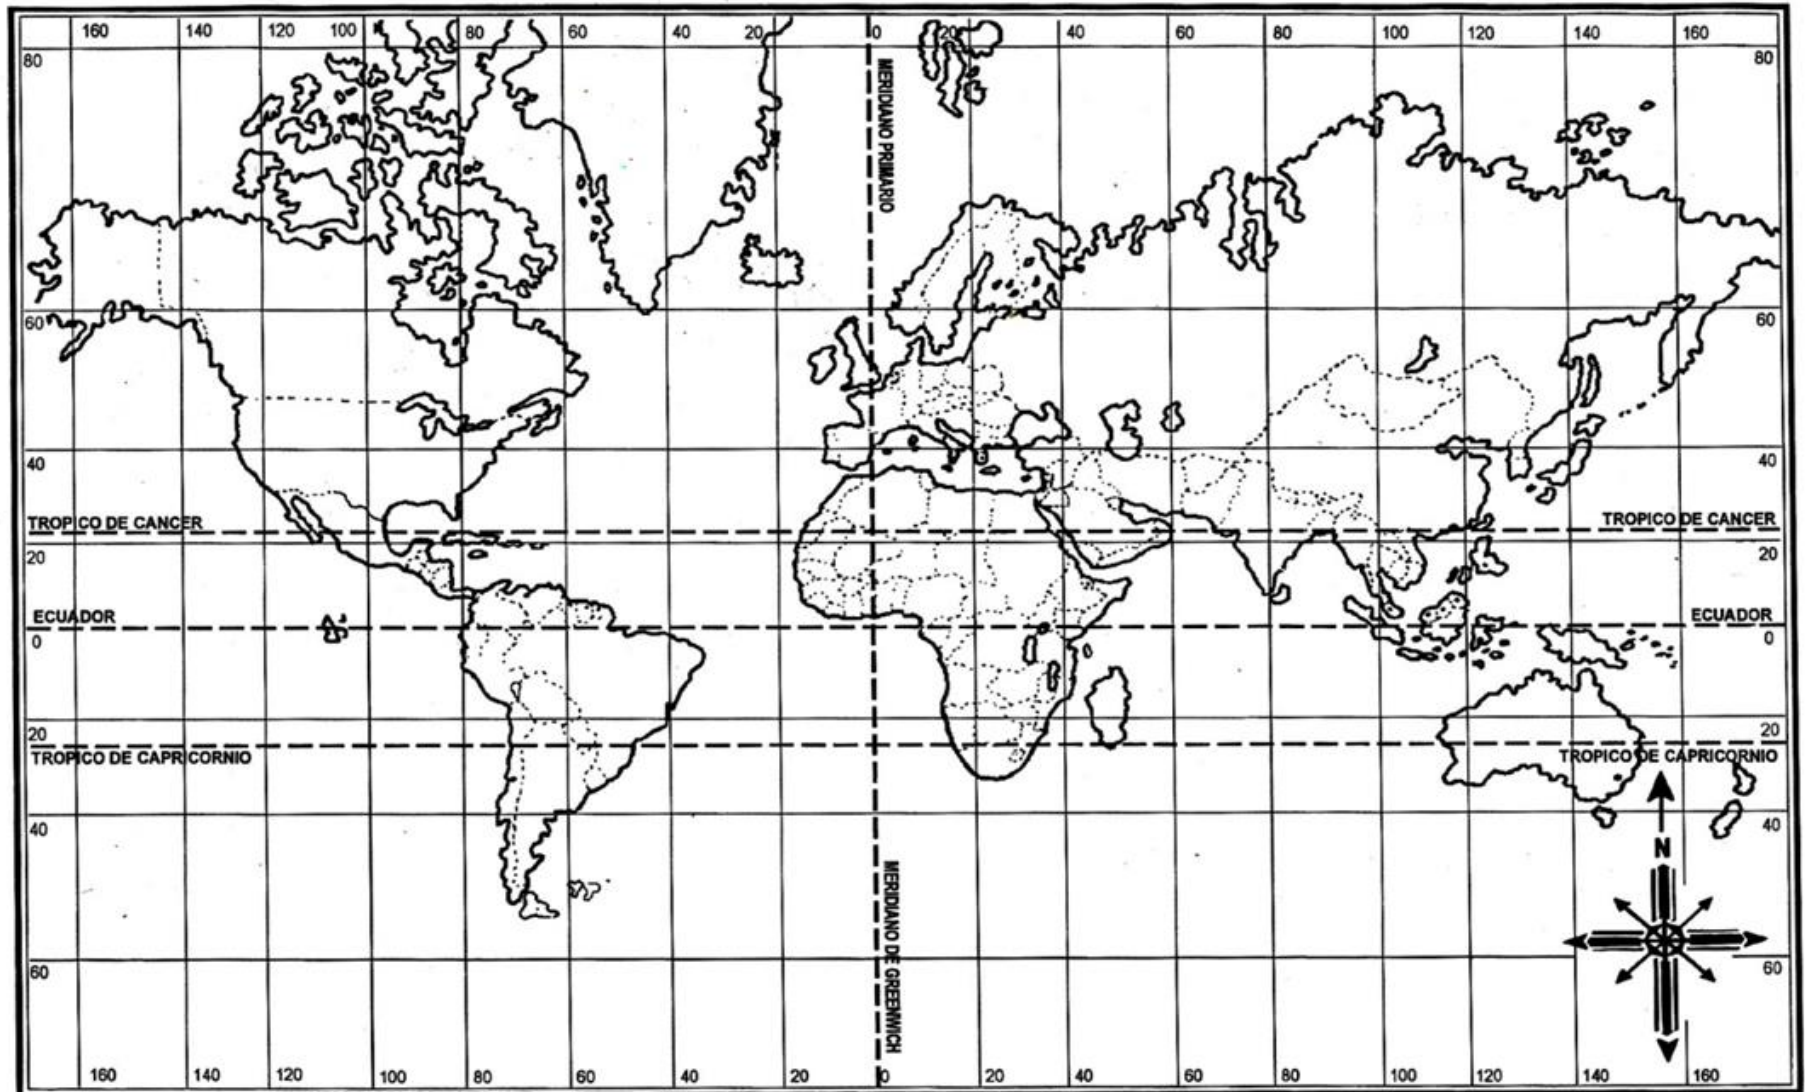 160 140 120 100 80 60 40 20 0 20 40 60 80 100 120 140 160
80 80
MERIDIANO PRIMARIO
60 60
40 40
TROPICO DE CANCER TROPICO DE CANCER
20 20
ECUADOR ECUADOR
0 0
20 20
TROPICO DE CAPRICORNIO TROPICO DE CAPRICORNIO
40 40
N
MERIDIANO DE GREENWICH
60 60
160 140 120 100 80 60 40 20 0 20 40 60 80 100 120 140 160